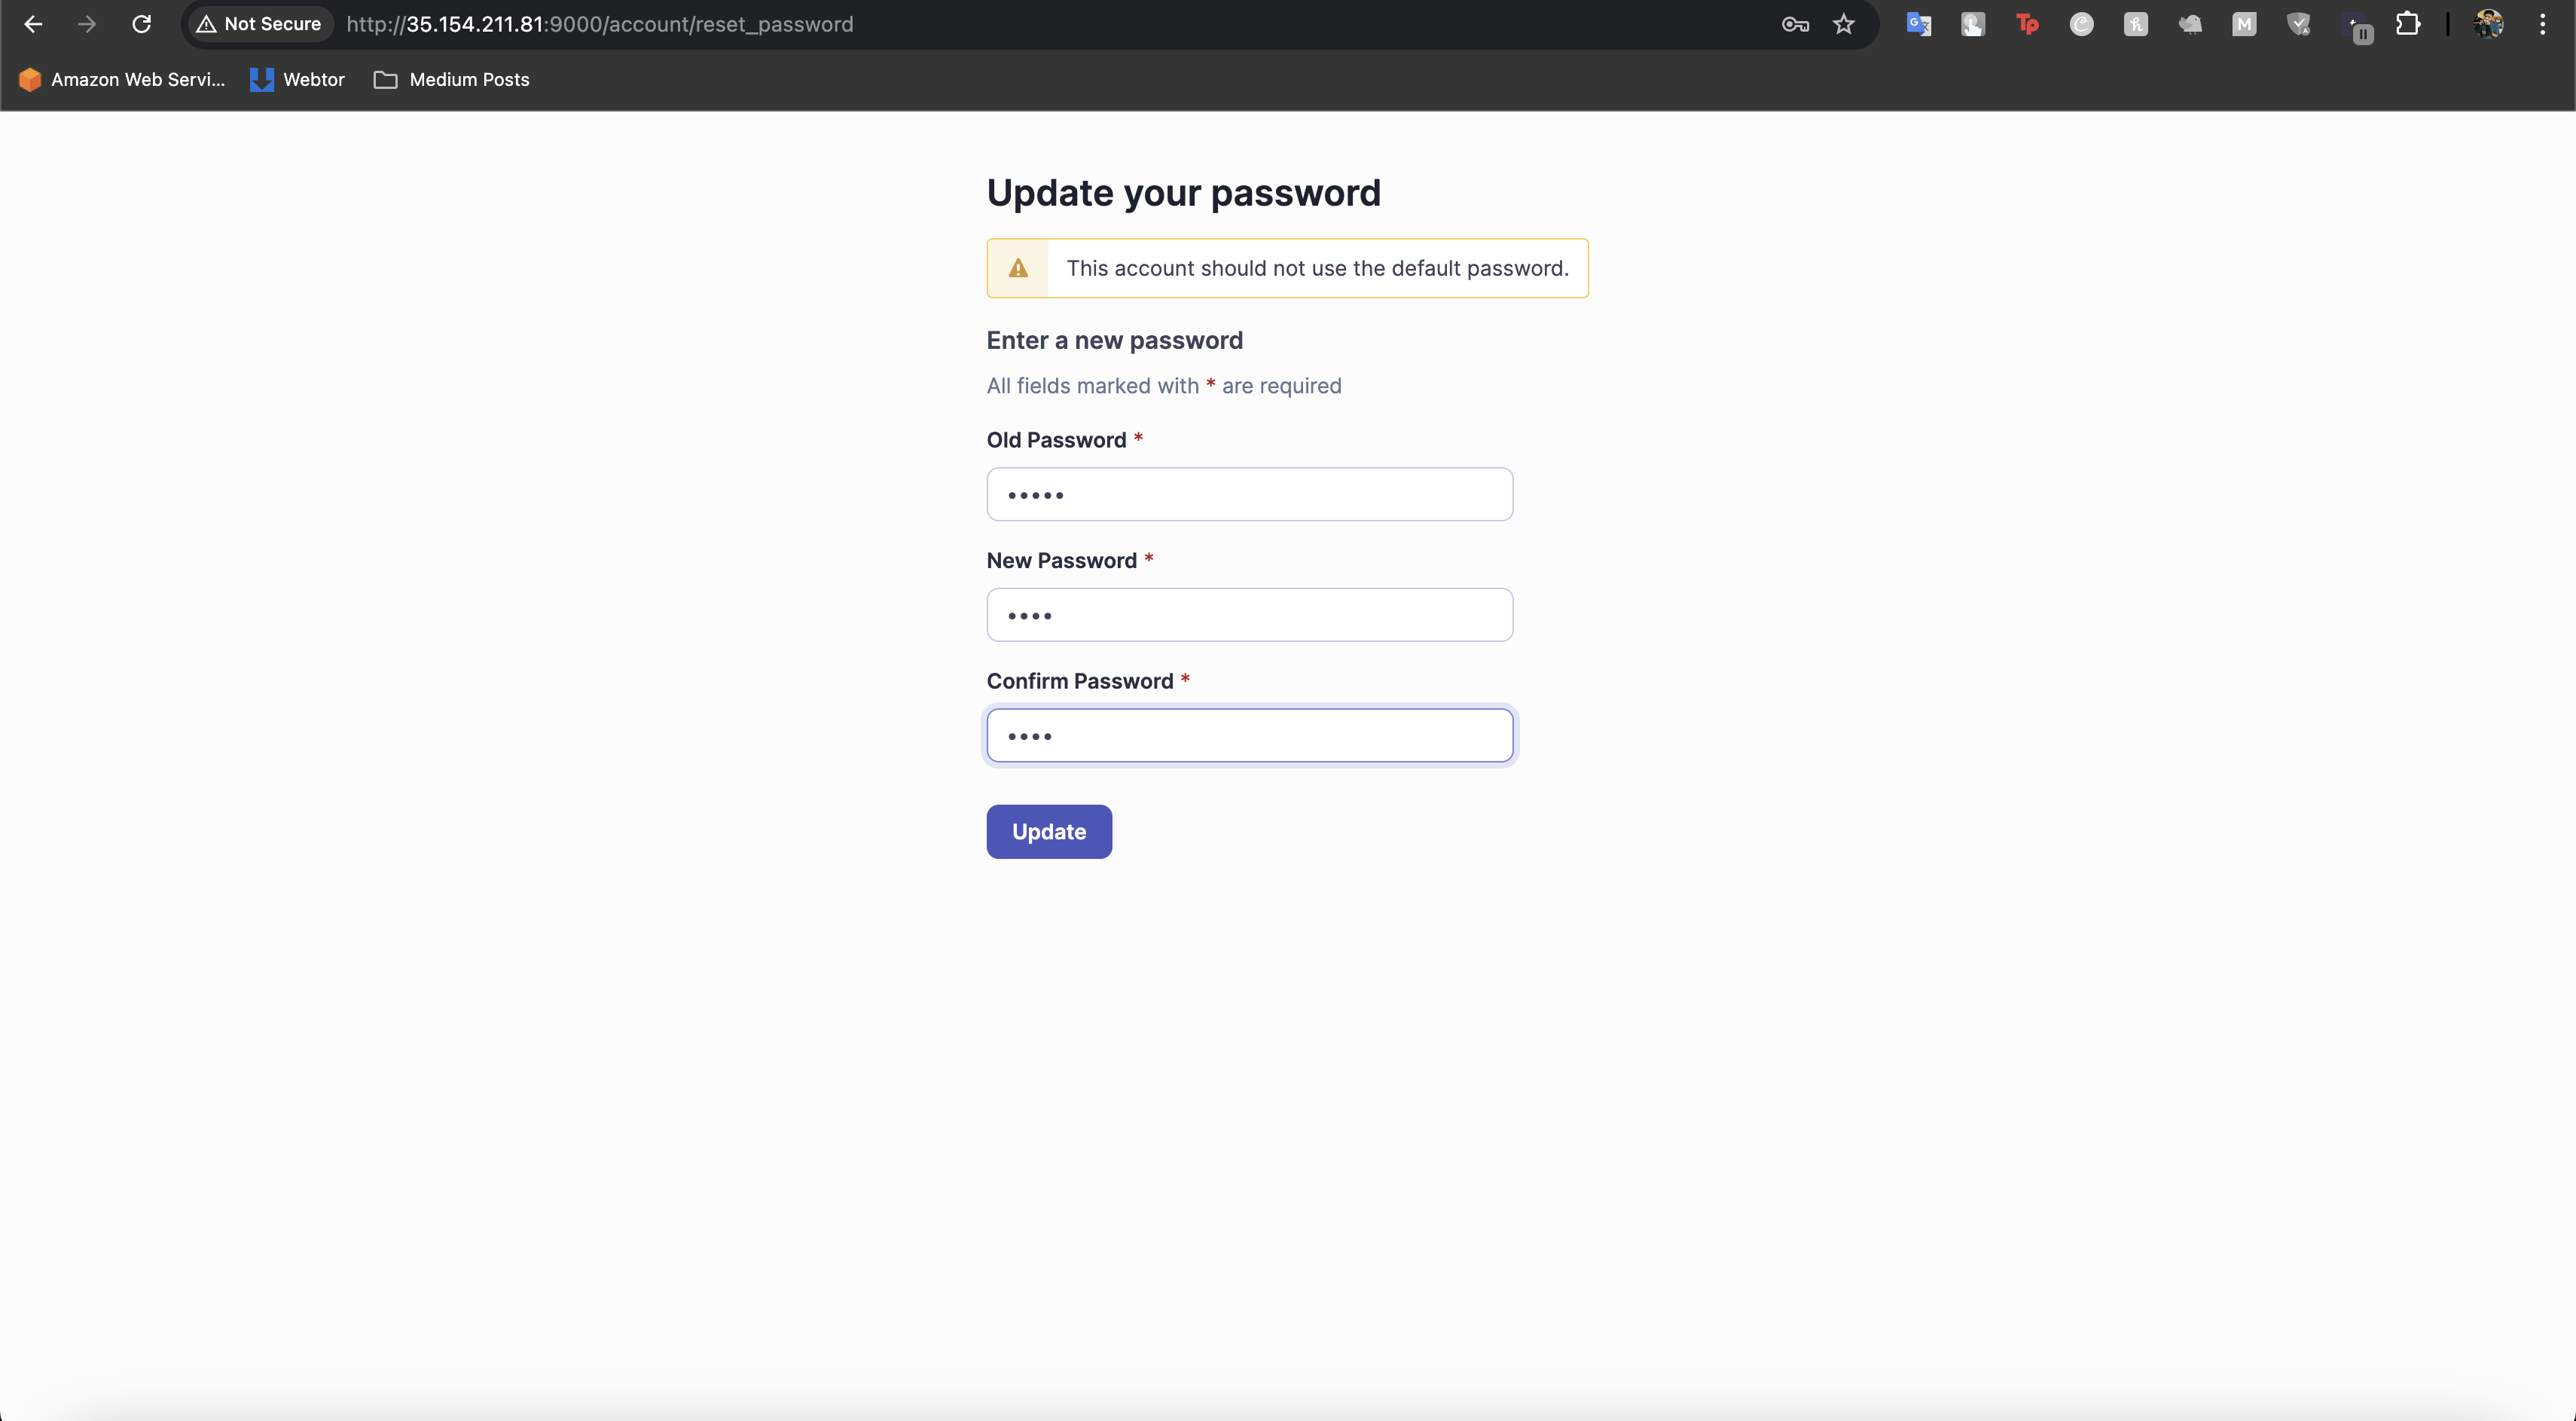 Not Secure http://35.154.211.81:9000/account/reset_password
Amazon Web Servi... Webtor Medium Posts
Update your password
This account should not use the default password.
Enter a new password
All fields marked with * are required
Old Password *
•••••
New Password *
••••
Confirm Password *
••••
Update